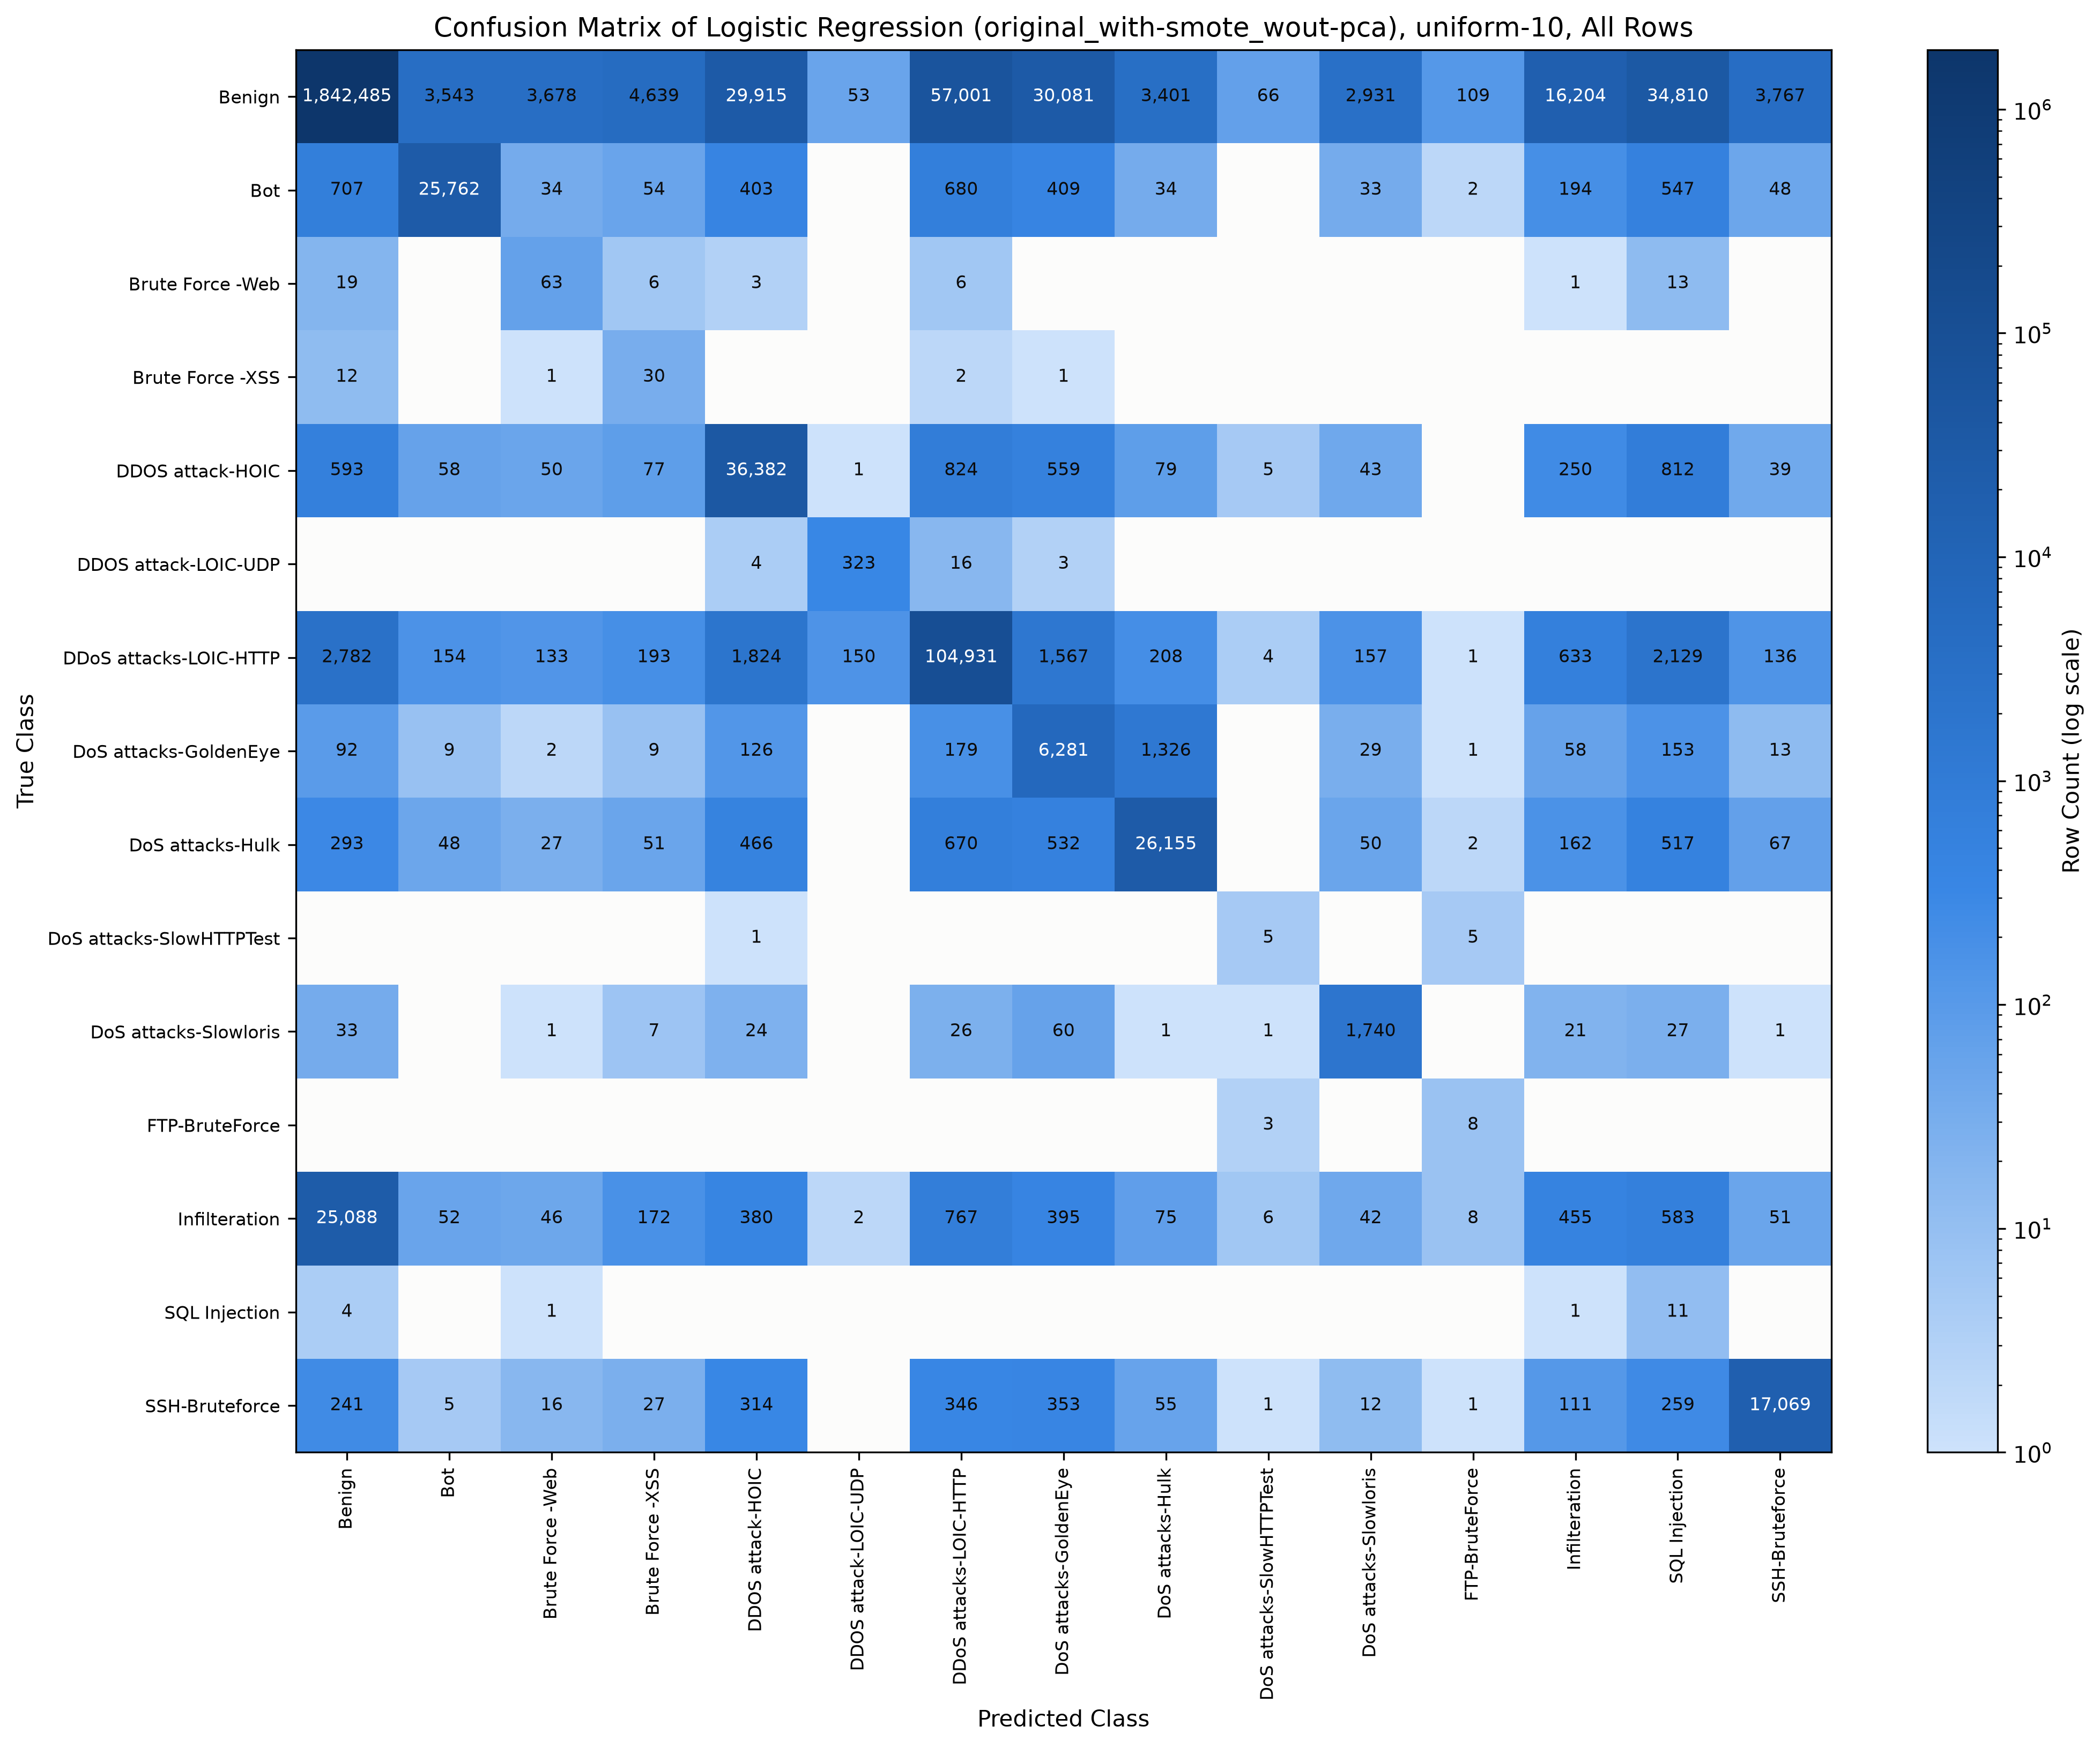 Confusion Matrix of Logistic Regression (original_with-smote_wout-pca), uniform-10, All Rows
True Class
Benign 1,842,485 3,543 3,678 4,639 29,915 53 57,001 30,081 3,401 66 2,931 109 16,204 34,810 3,767
Bot 707 25,762 34 54 403 680 409 34 33 2 194 547 48
Brute Force -Web 19 63 6 3 6 1 13
Brute Force -XSS 12 1 30 2 1
DDOS attack-HOIC 593 58 50 77 36,382 1 824 559 79 5 43 250 812 39
DDOS attack-LOIC-UDP 4 323 16 3
DDoS attacks-LOIC-HTTP 2,782 154 133 193 1,824 150 104,931 1,567 208 4 157 1 633 2,129 136
DoS attacks-GoldenEye 92 9 2 9 126 179 6,281 1,326 29 1 58 153 13
DoS attacks-Hulk 293 48 27 51 466 670 532 26,155 50 2 162 517 67
DoS attacks-SlowHTTPTest 1 5 5
DoS attacks-Slowloris 33 1 7 24 26 60 1 1 1,740 21 27 1
FTP-BruteForce 3 8
Infilteration 25,088 52 46 172 380 2 767 395 75 6 42 8 455 583 51
SQL Injection 4 1 1 11
SSH-Bruteforce 241 5 16 27 314 346 353 55 1 12 1 111 259 17,069
Benign
Bot
Brute Force -Web
Brute Force -XSS
DDOS attack-HOIC
DDOS attack-LOIC-UDP
DDoS attacks-LOIC-HTTP
DoS attacks-GoldenEye
DoS attacks-Hulk
DoS attacks-SlowHTTPTest
DoS attacks-Slowloris
FTP-BruteForce
Infilteration
SQL Injection
SSH-Bruteforce
Predicted Class
10⁶
10⁵
10⁴
10³
10²
10¹
10⁰
Row Count (log scale)